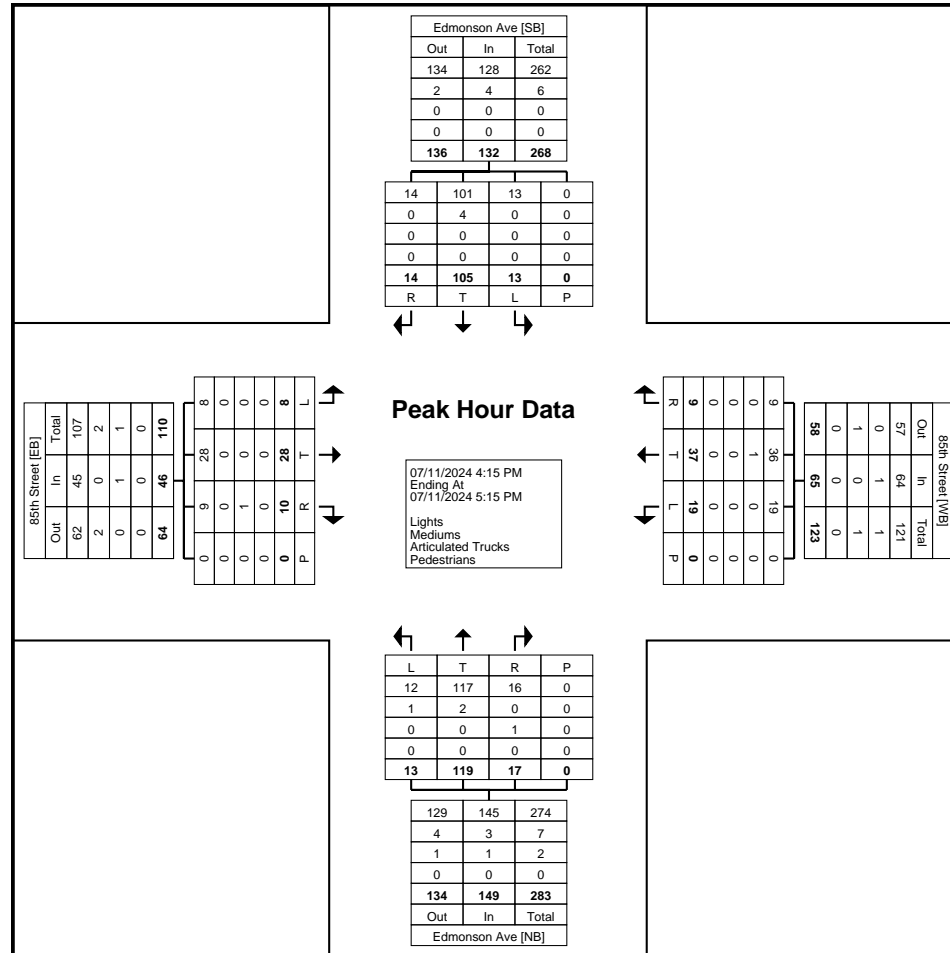 Edmonson Ave [SB]
Out In Total
134 128 262
2 4 6
0 0 0
0 0 0
136 132 268
14 101 13 0
0 4 0 0
0 0 0 0
0 0 0 0
14 105 13 0
R T L P
85th Street [EB]
Total 107 2 1 0 110
In 45 0 1 0 46
Out 62 2 0 0 64
8 0 0 0 8 L
28 0 0 0 28 T
9 0 1 0 10 R
0 0 0 0 0 P
Peak Hour Data
07/11/2024 4:15 PM
Ending At
07/11/2024 5:15 PM
Lights
Mediums
Articulated Trucks
Pedestrians
R 9 0 0 0 9
T 37 0 0 1 36
L 19 0 0 0 19
P 0 0 0 0 0
58 0 1 0 57 Out
65 0 0 1 64 In
123 0 1 1 121 Total
85th Street [WB]
L T R P
12 117 16 0
1 2 0 0
0 0 1 0
0 0 0 0
13 119 17 0
129 145 274
4 3 7
1 1 2
0 0 0
134 149 283
Out In Total
Edmonson Ave [NB]